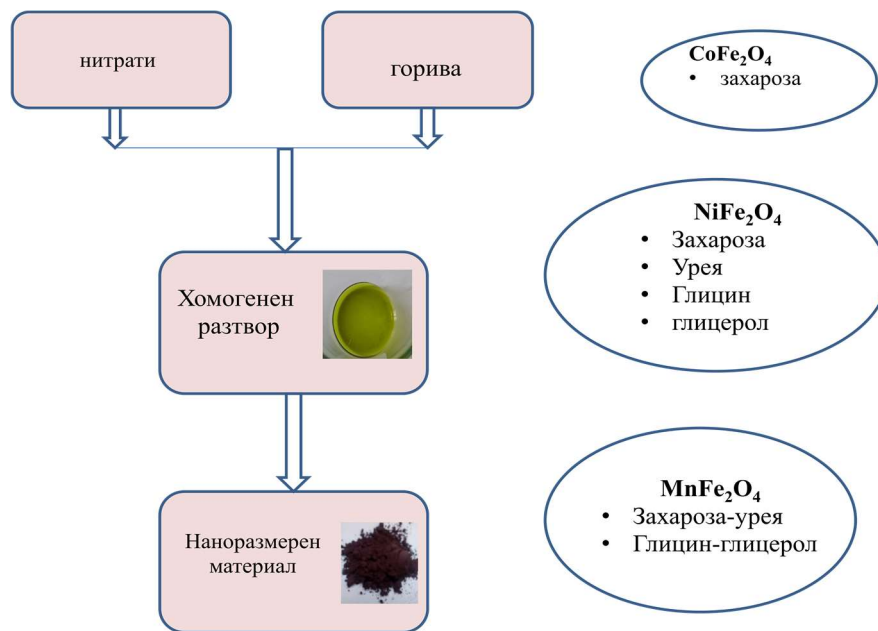 нитрати
горива
CoFe₂O₄
• захароза
NiFe₂O₄
• Захароза
• Урея
• Глицин
• глицерол
Хомогенен
разтвор
MnFe₂O₄
• Захароза-урея
• Глицин-глицерол
Наноразмерен
материал